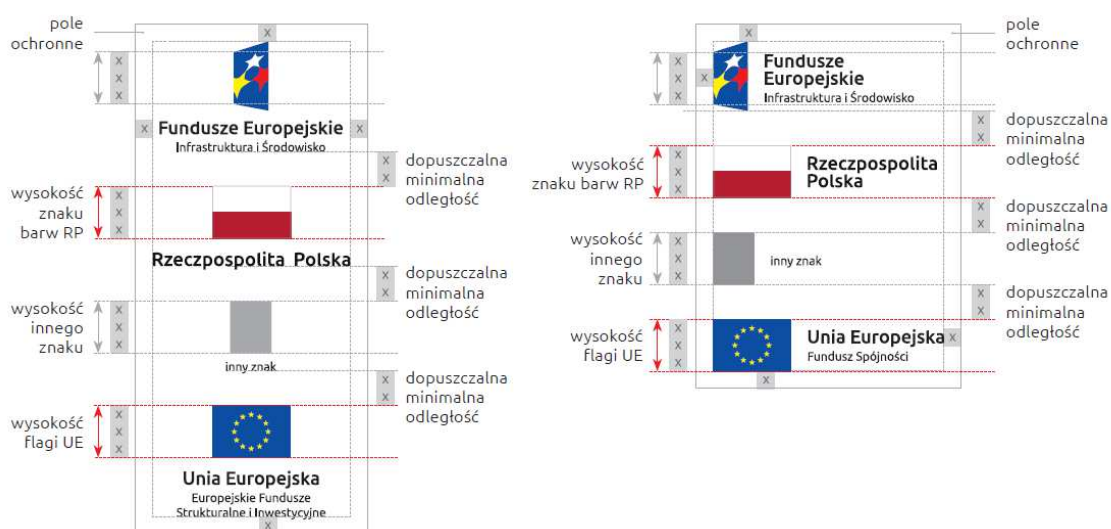 pole
ochronne
x
x
x
x
Fundusze Europejskie
x
x
Infrastruktura i Środowisko
dopuszczalna
minimalna
odległość
x
x
wysokość
znaku
barw RP
x
x
x
Rzeczpospolita Polska
dopuszczalna
minimalna
odległość
x
x
wysokość
innego
znaku
x
x
x
inny znak
dopuszczalna
minimalna
odległość
x
x
wysokość
flagi UE
x
x
x
Unia Europejska
Europejskie Fundusze
Strukturalne i Inwestycyjne
x
pole
ochronne
x
x
x
x
x
Fundusze
Europejskie
Infrastruktura i Środowisko
dopuszczalna
minimalna
odległość
x
x
wysokość
znaku barw RP
x
x
x
Rzeczpospolita
Polska
dopuszczalna
minimalna
odległość
x
x
wysokość
innego
znaku
x
x
x
inny znak
dopuszczalna
minimalna
odległość
x
x
wysokość
flagi UE
x
x
x
Unia Europejska
x
Fundusz Spójności
x